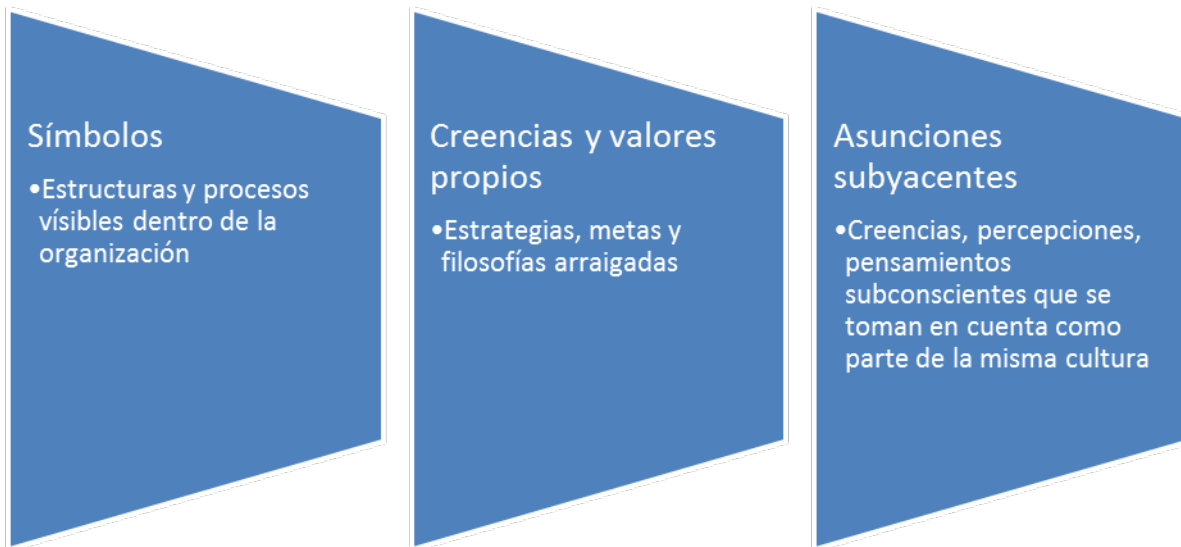 Símbolos
•Estructuras y procesos
vísibles dentro de la
organización
Creencias y valores
propios
•Estrategias, metas y
filosofías arraigadas
Asunciones
subyacentes
•Creencias, percepciones,
pensamientos
subconscientes que se
toman en cuenta como
parte de la misma cultura